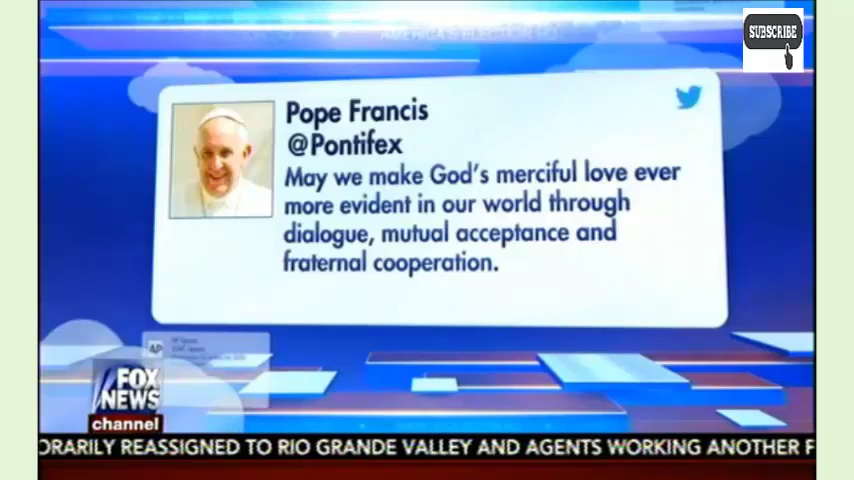 SUBSCRIBE
Pope Francis
@Pontifex
May we make God's merciful love ever
more evident in our world through
dialogue, mutual acceptance and
fraternal cooperation.
AP
FOX
NEWS
channel
ORARILY REASSIGNED TO RIO GRANDE VALLEY AND AGENTS WORKING ANOTHER F